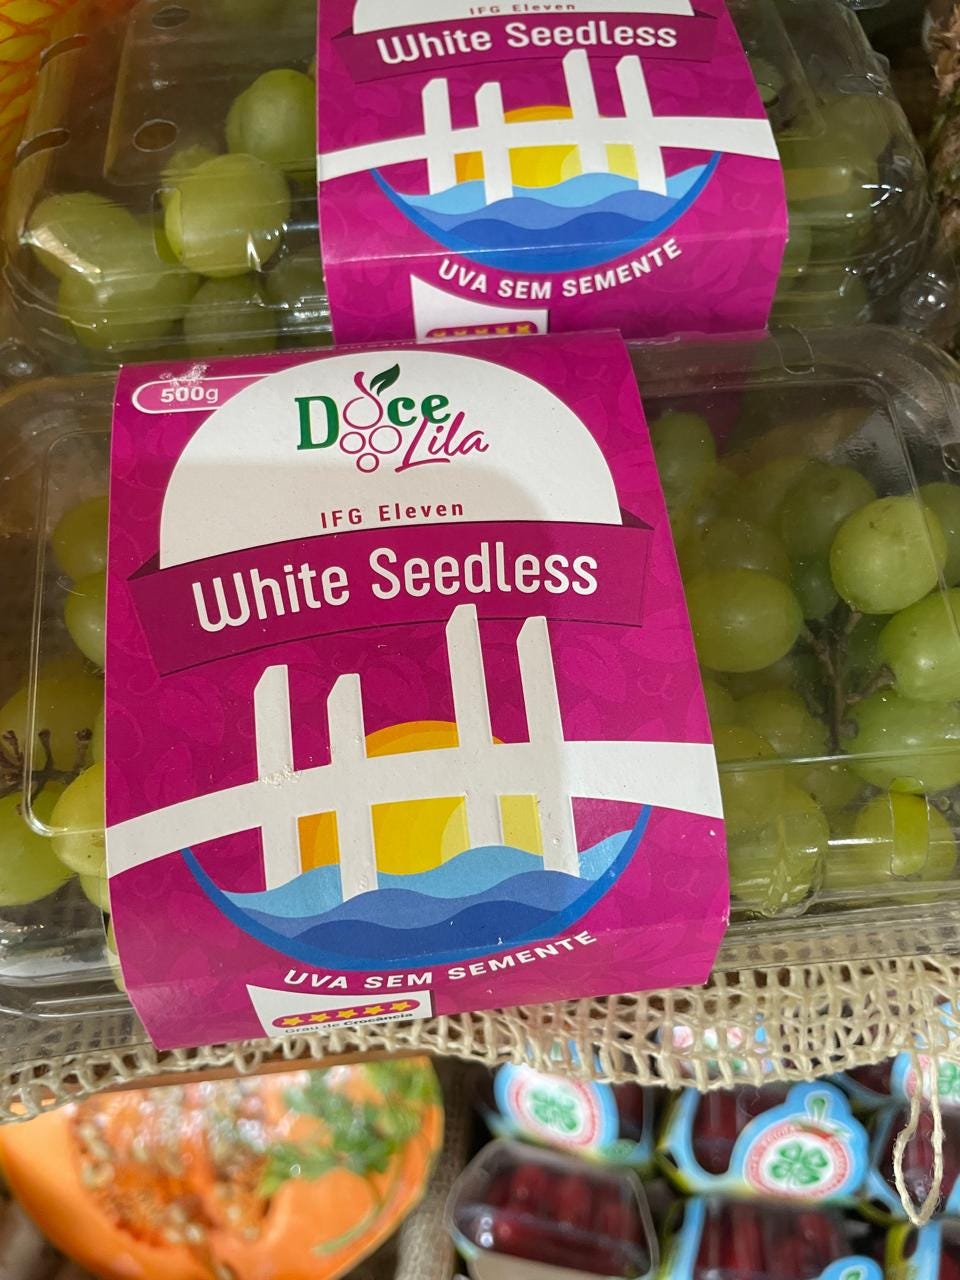 IFG Eleven
White Seedless
UVA SEM SEMENTE
500g
Doce
Lila
IFG Eleven
White Seedless
UVA SEM SEMENTE
Grau de Crocância